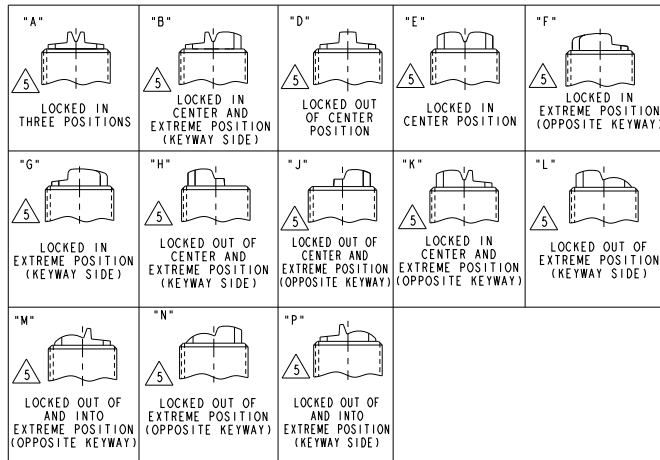 "A"
5
LOCKED IN
THREE POSITIONS
"B"
5
LOCKED IN
CENTER AND
EXTREME POSITION
(KEYWAY SIDE)
"D"
5
LOCKED OUT
OF CENTER
POSITION
"E"
5
LOCKED IN
CENTER POSITION
"F"
5
LOCKED IN
EXTREME POSITION
(OPPOSITE KEYWAY)
"G"
5
LOCKED IN
EXTREME POSITION
(KEYWAY SIDE)
"H"
5
LOCKED OUT OF
CENTER AND
EXTREME POSITION
(KEYWAY SIDE)
"J"
5
LOCKED OUT OF
CENTER AND
EXTREME POSITION
(OPPOSITE KEYWAY)
"K"
5
LOCKED IN
CENTER AND
EXTREME POSITION
(OPPOSITE KEYWAY)
"L"
5
LOCKED OUT OF
EXTREME POSITION
(KEYWAY SIDE)
"M"
5
LOCKED OUT OF
AND INTO
EXTREME POSITION
(OPPOSITE KEYWAY)
"N"
5
LOCKED OUT OF
EXTREME POSITION
(OPPOSITE KEYWAY)
"P"
5
LOCKED OUT OF
AND INTO
EXTREME POSITION
(KEYWAY SIDE)